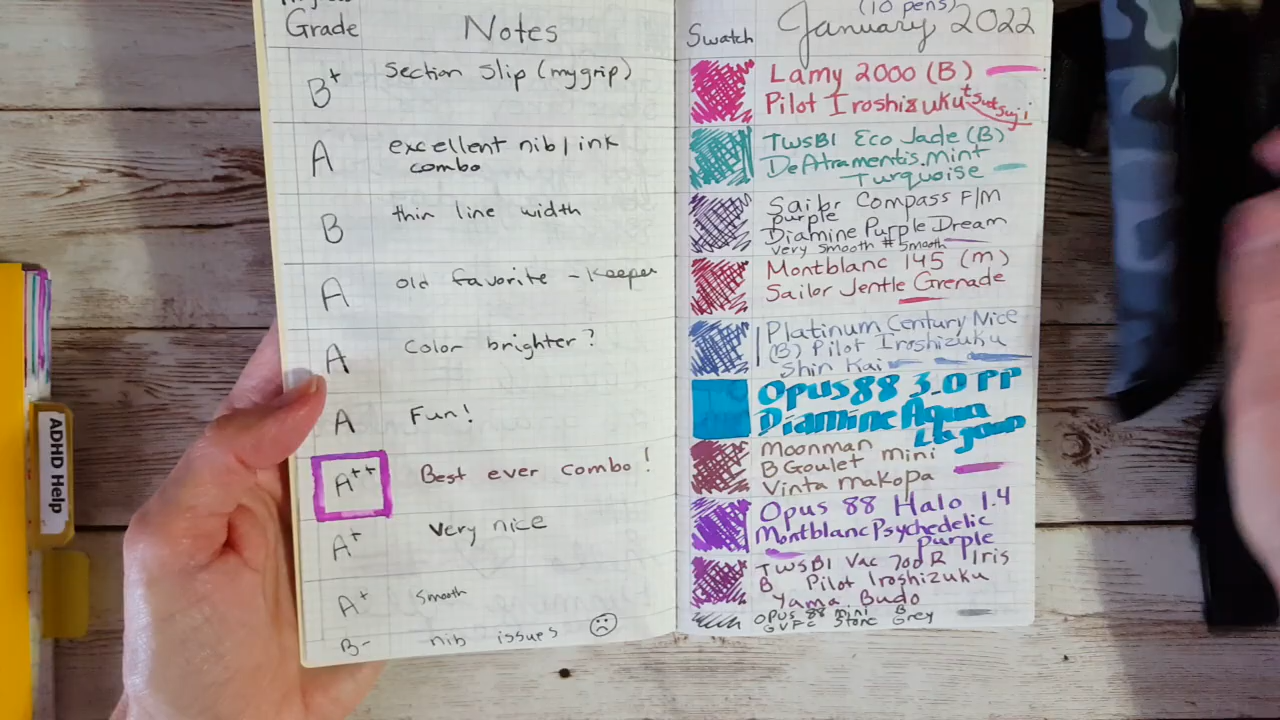 Grade
Notes
B+
section slip (my grip)
A
excellent nib/ink
combo
B
thin line width
A
old favorite - Keeper
A
Color brighter?
A
Fun!
A++
Best ever combo!
A+
Very nice
A+
smooth
B-
nib issues
ADHD Help
(10 pens)
Swatch
January 2022
Lamy 2000 (B)
Pilot Iroshizuku tsutsuji
TWSBI Eco Jade (B)
DeAtramentis mint
Turquoise
Sailor Compass F/M
purple
Diamine Purple Dream
very smooth #smooth
Montblanc 145 (m)
Sailor Jentle Grenade
Platinum Century Nice
(B) Pilot Iroshizuku
Shin Kai
Opus 88 3.0 PP
Diamine Aqua
Lagoon
Moonman mini
B Goulet
Vinta makopa
Opus 88 Halo 1.4
Montblanc Psychedelic
purple
TWSBI Vac 700R Iris
B Pilot Iroshizuku
Yama Budo
Opus 88 mini B
GVFC Stone Grey